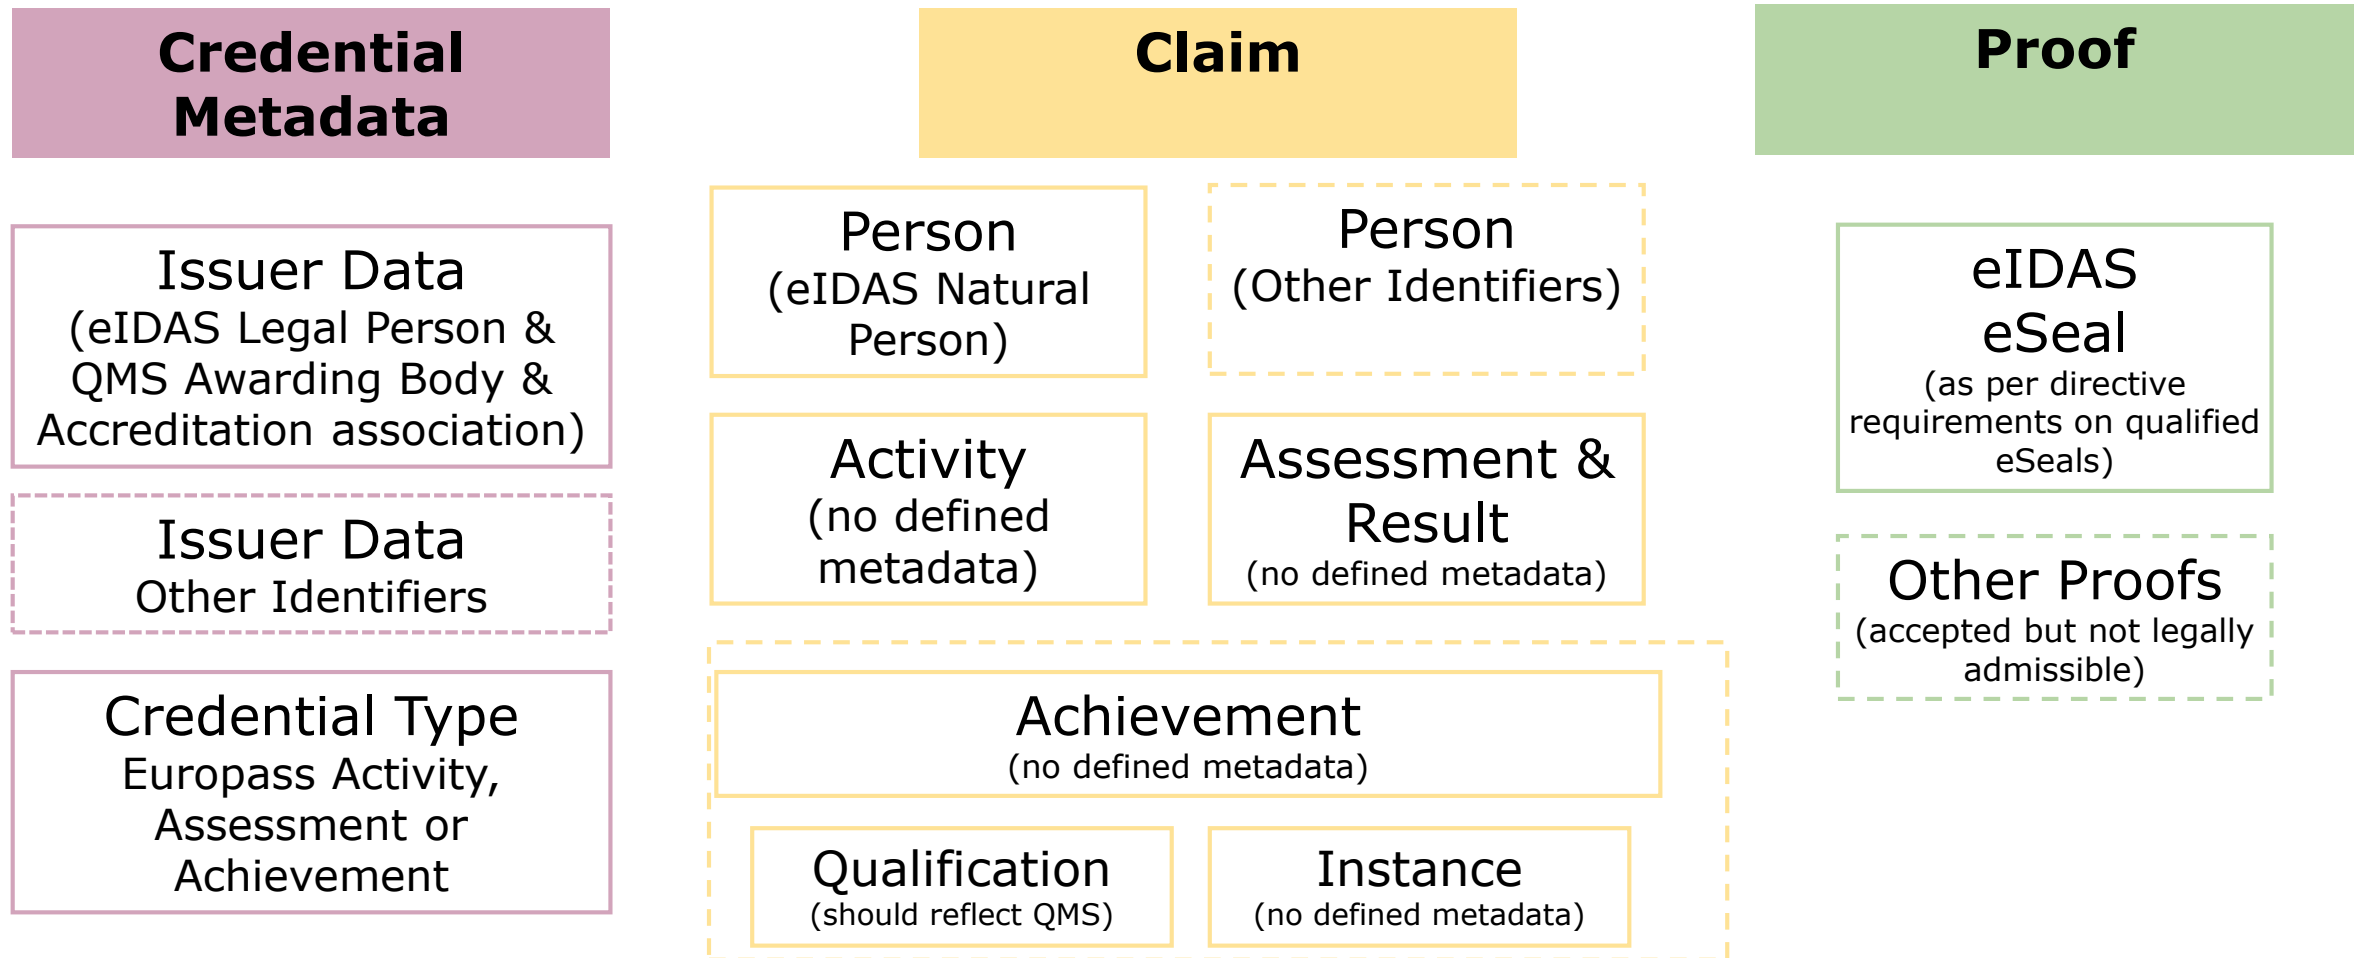 Credential
Metadata
Claim
Proof
Issuer Data
(eIDAS Legal Person &
QMS Awarding Body &
Accreditation association)
Issuer Data
Other Identifiers
Credential Type
Europass Activity,
Assessment or
Achievement
Person
(eIDAS Natural
Person)
Person
(Other Identifiers)
Activity
(no defined
metadata)
Assessment &
Result
(no defined metadata)
Achievement
(no defined metadata)
Qualification
(should reflect QMS)
Instance
(no defined metadata)
eIDAS
eSeal
(as per directive
requirements on qualified
eSeals)
Other Proofs
(accepted but not legally
admissible)